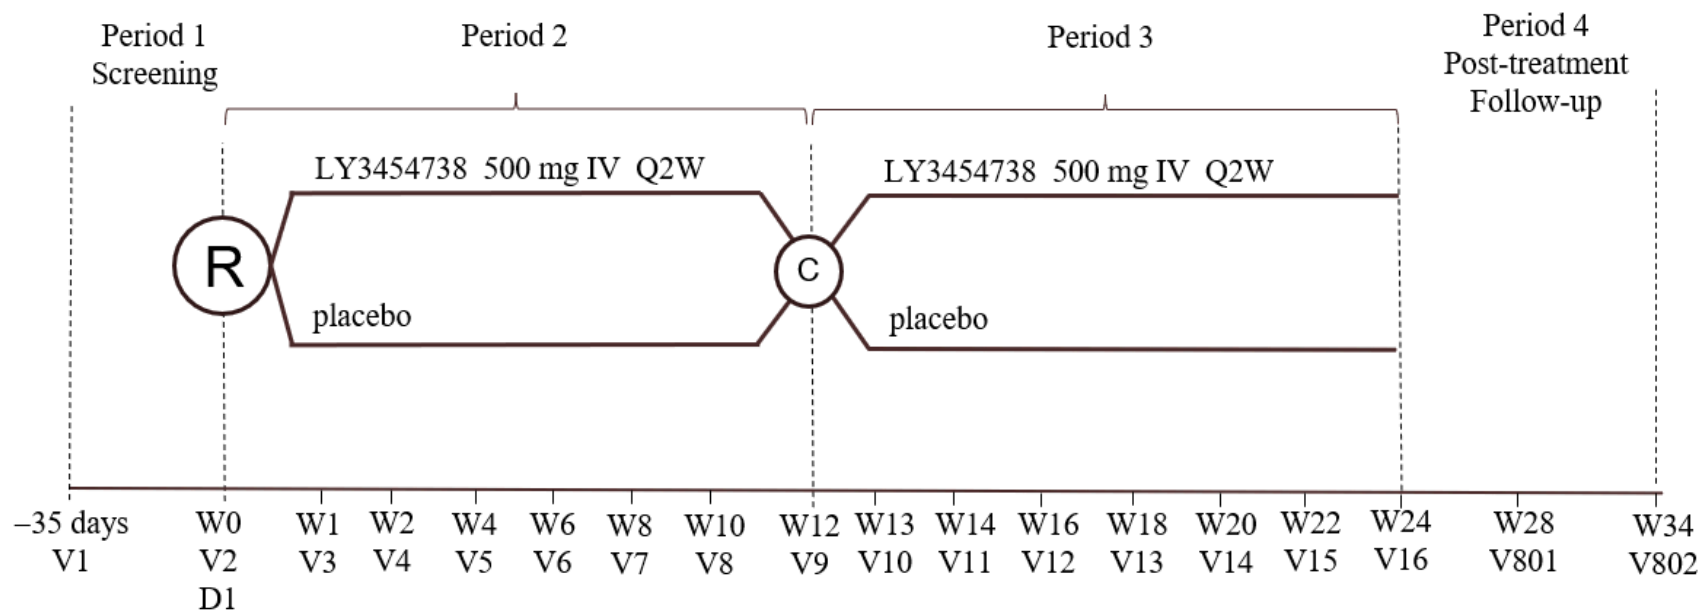 Period 1
Screening
Period 2
Period 3
Period 4
Post-treatment
Follow-up
LY3454738 500 mg IV Q2W
LY3454738 500 mg IV Q2W
R
C
placebo
placebo
–35 days W0 W1 W2 W4 W6 W8 W10 W12 W13 W14 W16 W18 W20 W22 W24 W28 W34
V1 V2 V3 V4 V5 V6 V7 V8 V9 V10 V11 V12 V13 V14 V15 V16 V801 V802
D1